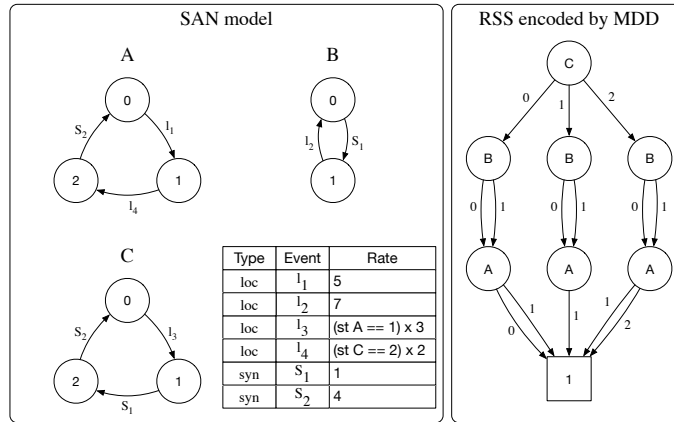 SAN model
RSS encoded by MDD
A
B
0
S2
l1
2
1
l4
0
l2
S1
1
C
0
S2
l3
2
1
S1
Type Event Rate
loc l1 5
loc l2 7
loc l3 (st A == 1) x 3
loc l4 (st C == 2) x 2
syn S1 1
syn S2 4
C
0 1 2
B B B
0 1 0 1 0 1
A A A
0 1 1 1 2
1